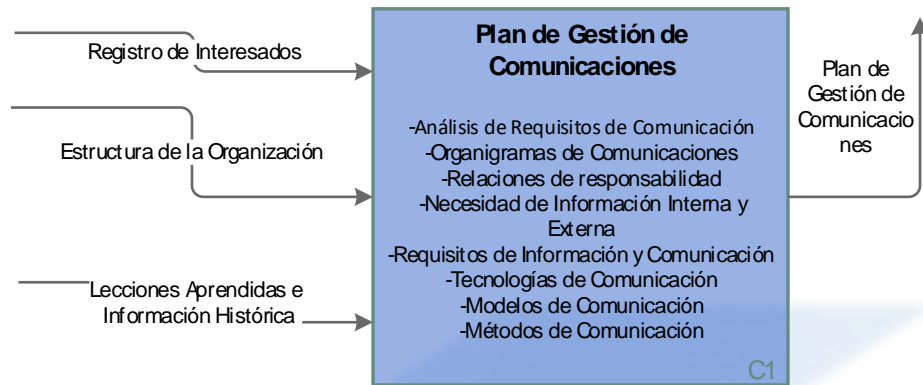 Registro de Interesados
Estructura de la Organización
Lecciones Aprendidas e
Información Histórica
Plan de Gestión de
Comunicaciones
-Análisis de Requisitos de Comunicación
-Organigramas de Comunicaciones
-Relaciones de responsabilidad
-Necesidad de Información Interna y
Externa
-Requisitos de Información y Comunicación
-Tecnologías de Comunicación
-Modelos de Comunicación
-Métodos de Comunicación
C1
Plan de
Gestión de
Comunicacio
nes